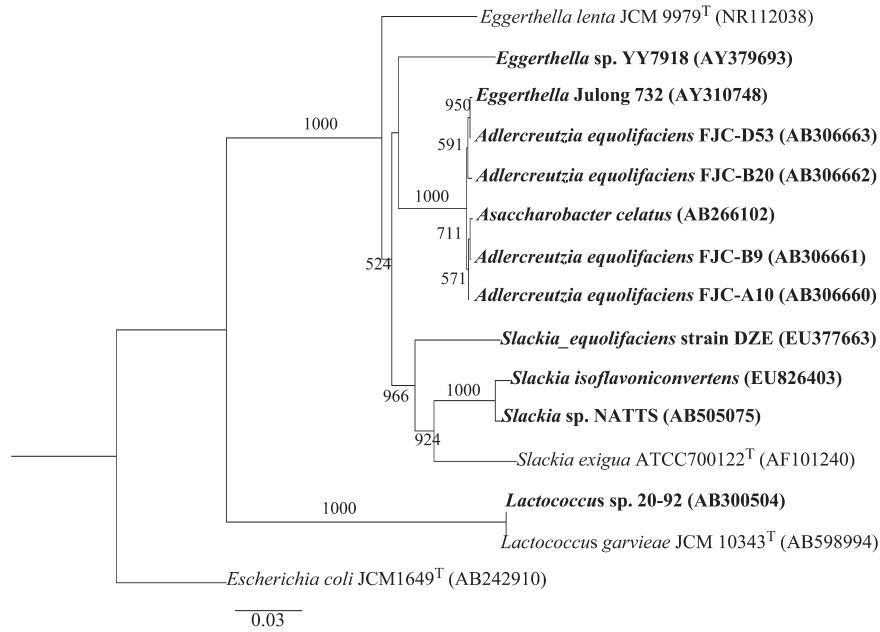 Eggerthella lenta JCM 9979T (NR112038)
Eggerthella sp. YY7918 (AY379693)
Eggerthella Julong 732 (AY310748)
950
1000
Adlercreutzia equolifaciens FJC-D53 (AB306663)
591
Adlercreutzia equolifaciens FJC-B20 (AB306662)
1000
Asaccharobacter celatus (AB266102)
711
Adlercreutzia equolifaciens FJC-B9 (AB306661)
524
571
Adlercreutzia equolifaciens FJC-A10 (AB306660)
Slackia_equolifaciens strain DZE (EU377663)
Slackia isoflavoniconvertens (EU826403)
1000
966
Slackia sp. NATTS (AB505075)
924
Slackia exigua ATCC700122T (AF101240)
Lactococcus sp. 20-92 (AB300504)
1000
Lactococcus garvieae JCM 10343T (AB598994)
Escherichia coli JCM1649T (AB242910)
0.03